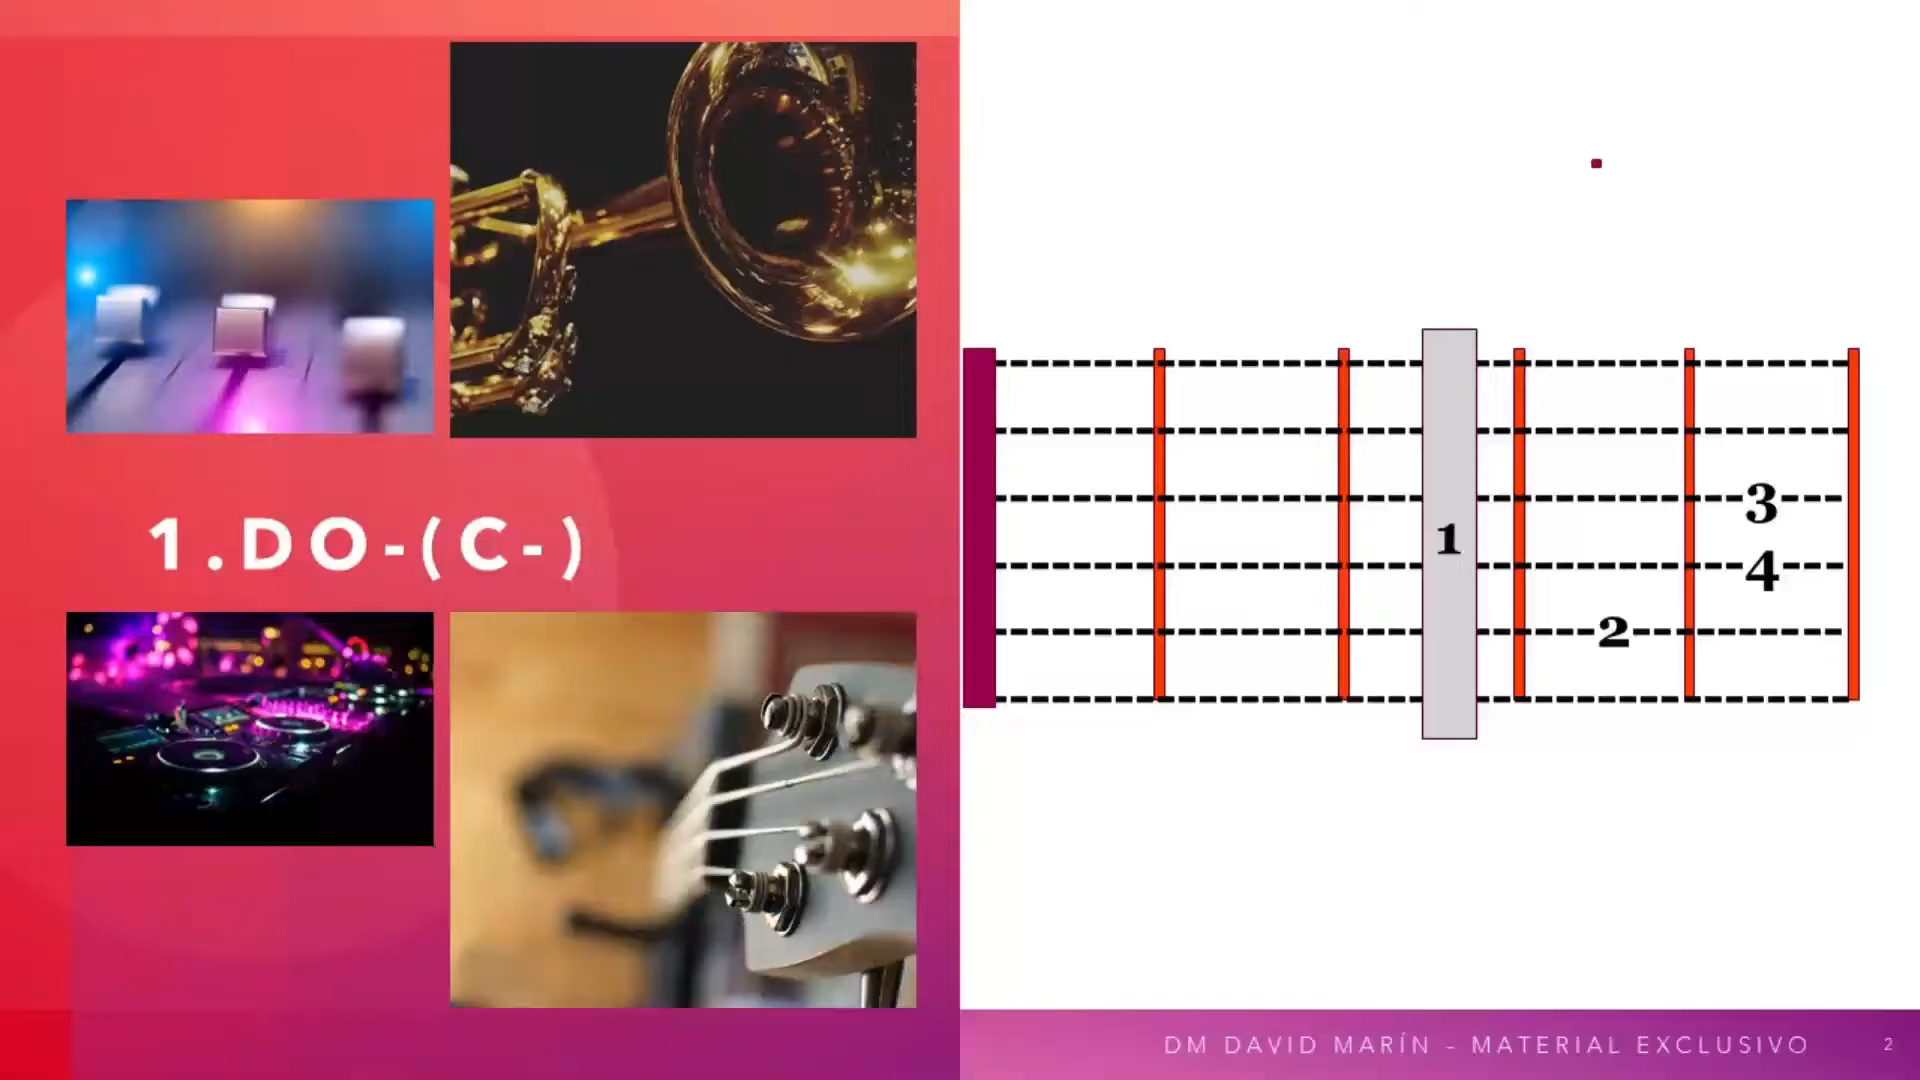 1.DO-(C-)
1
3
4
2
DM DAVID MARÍN – MATERIAL EXCLUSIVO
2